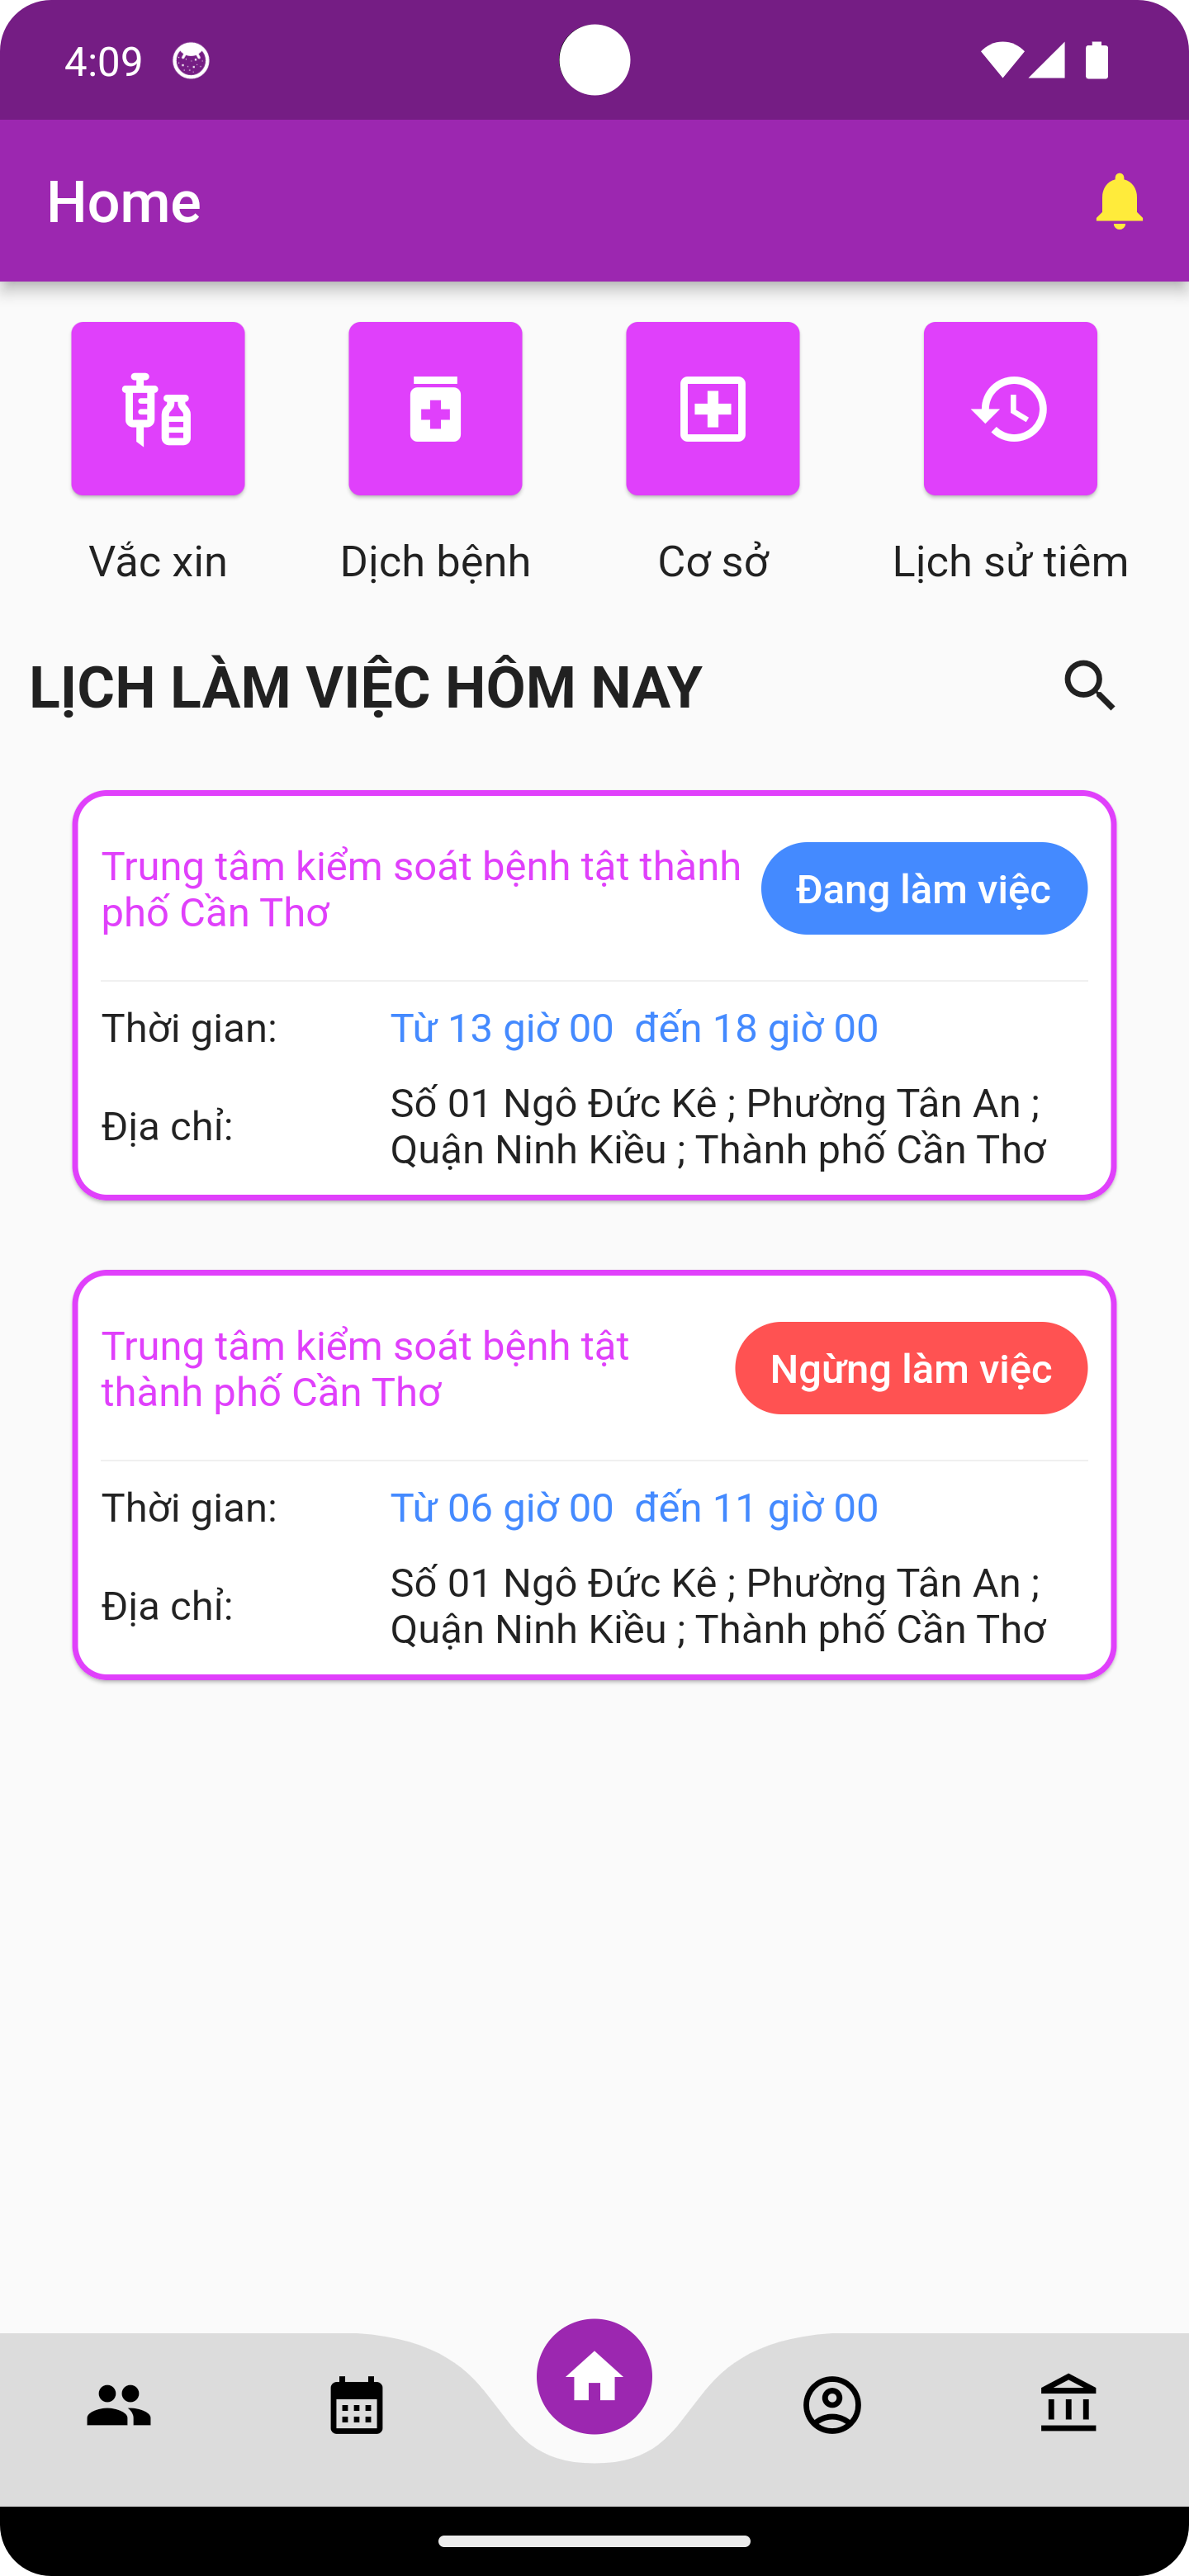 4:09
Home
Vắc xin
Dịch bệnh
Cơ sở
Lịch sử tiêm
LỊCH LÀM VIỆC HÔM NAY
Trung tâm kiểm soát bệnh tật thành
phố Cần Thơ
Đang làm việc
Thời gian:
Từ 13 giờ 00  đến 18 giờ 00
Địa chỉ:
Số 01 Ngô Đức Kê ; Phường Tân An ;
Quận Ninh Kiều ; Thành phố Cần Thơ
Trung tâm kiểm soát bệnh tật
thành phố Cần Thơ
Ngừng làm việc
Thời gian:
Từ 06 giờ 00  đến 11 giờ 00
Địa chỉ:
Số 01 Ngô Đức Kê ; Phường Tân An ;
Quận Ninh Kiều ; Thành phố Cần Thơ